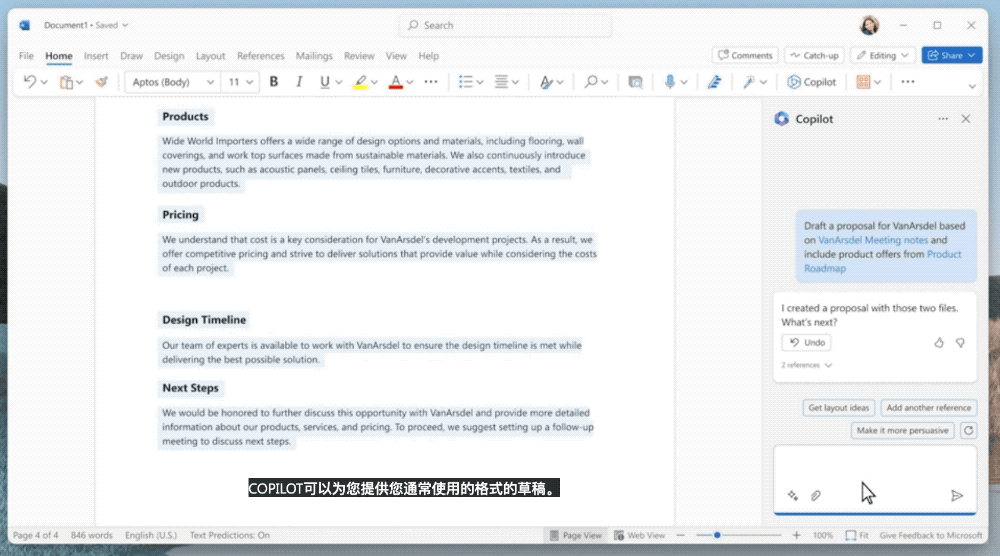 Document1 • Saved
Search
File Home Insert Draw Design Layout References Mailings Review View Help
Comments Catch-up Editing Share
Aptos (Body) 11 B I U A Copilot
Copilot
Products
Wide World Importers offers a wide range of design options and materials, including flooring, wall
coverings, and work top surfaces made from sustainable materials. We also continuously introduce
new products, such as acoustic panels, ceiling tiles, furniture, decorative accents, textiles, and
outdoor products.
Pricing
We understand that cost is a key consideration for VanArsdel's development projects. As a result, we
offer competitive pricing and strive to deliver solutions that provide value while considering the costs
of each project.
Design Timeline
Our team of experts is available to work with VanArsdel to ensure the design timeline is met while
delivering the best possible solution.
Next Steps
We would be honored to further discuss this opportunity with VanArsdel and provide more detailed
information about our products, services, and pricing. To proceed, we suggest setting up a follow-up
meeting to discuss next steps.
Draft a proposal for VanArsdel based
on VanArsdel Meeting notes and
include product offers from Product
Roadmap
I created a proposal with those two files.
What's next?
Undo
2 references
Get layout ideas Add another reference
Make it more persuasive
COPILOT可以为您提供您通常使用的格式的草稿。
Page 4 of 4 846 words English (U.S.) Text Predictions: On Page View Web View 100% Fit Give Feedback to Microsoft